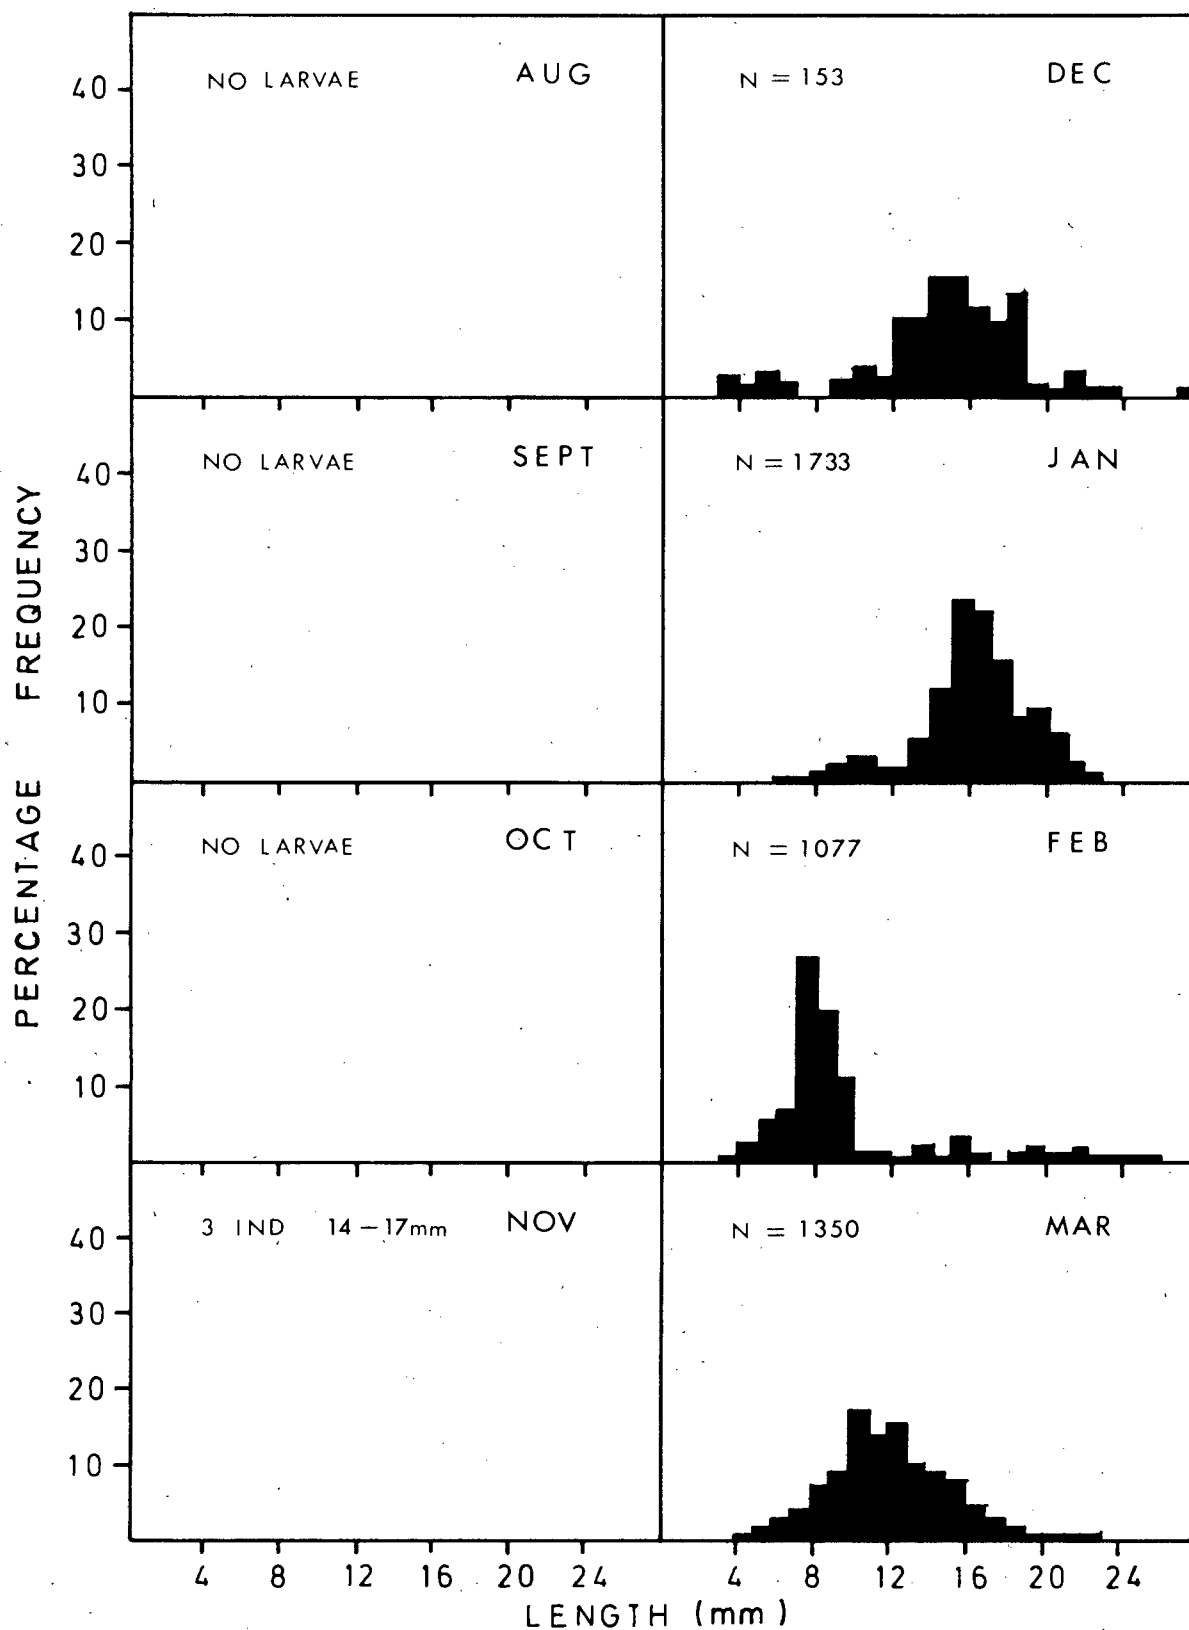 PERCENTAGE FREQUENCY
NO LARVAE AUG
40
30
20
10
N = 153 DEC
NO LARVAE SEPT
40
30
20
10
N = 1733 JAN
NO LARVAE OCT
40
30
20
10
N = 1077 FEB
3 IND 14 – 17mm NOV
40
30
20
10
N = 1350 MAR
4 8 12 16 20 24 4 8 12 16 20 24
LENGTH (mm)